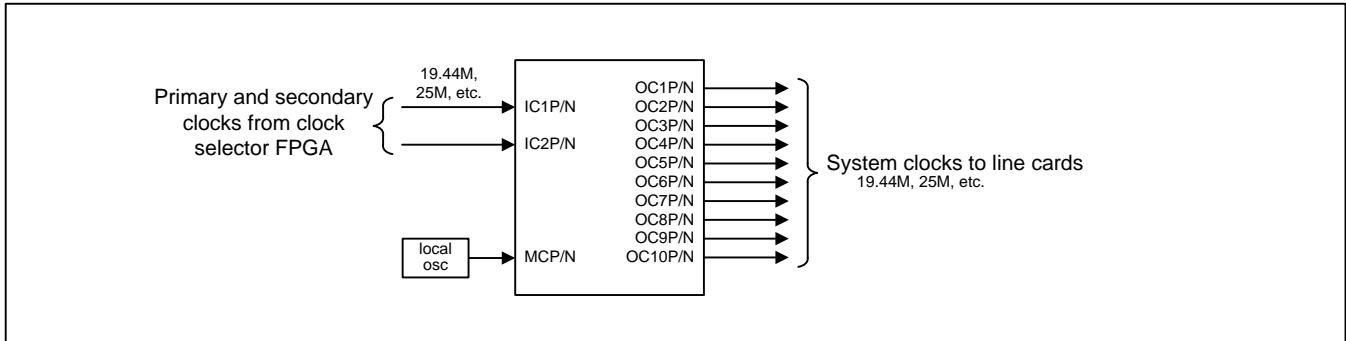 Primary and secondary
clocks from clock
selector FPGA
19.44M,
25M, etc.
IC1P/N
IC2P/N
local
osc
MCP/N
OC1P/N
OC2P/N
OC3P/N
OC4P/N
OC5P/N
OC6P/N
OC7P/N
OC8P/N
OC9P/N
OC10P/N
System clocks to line cards
19.44M, 25M, etc.